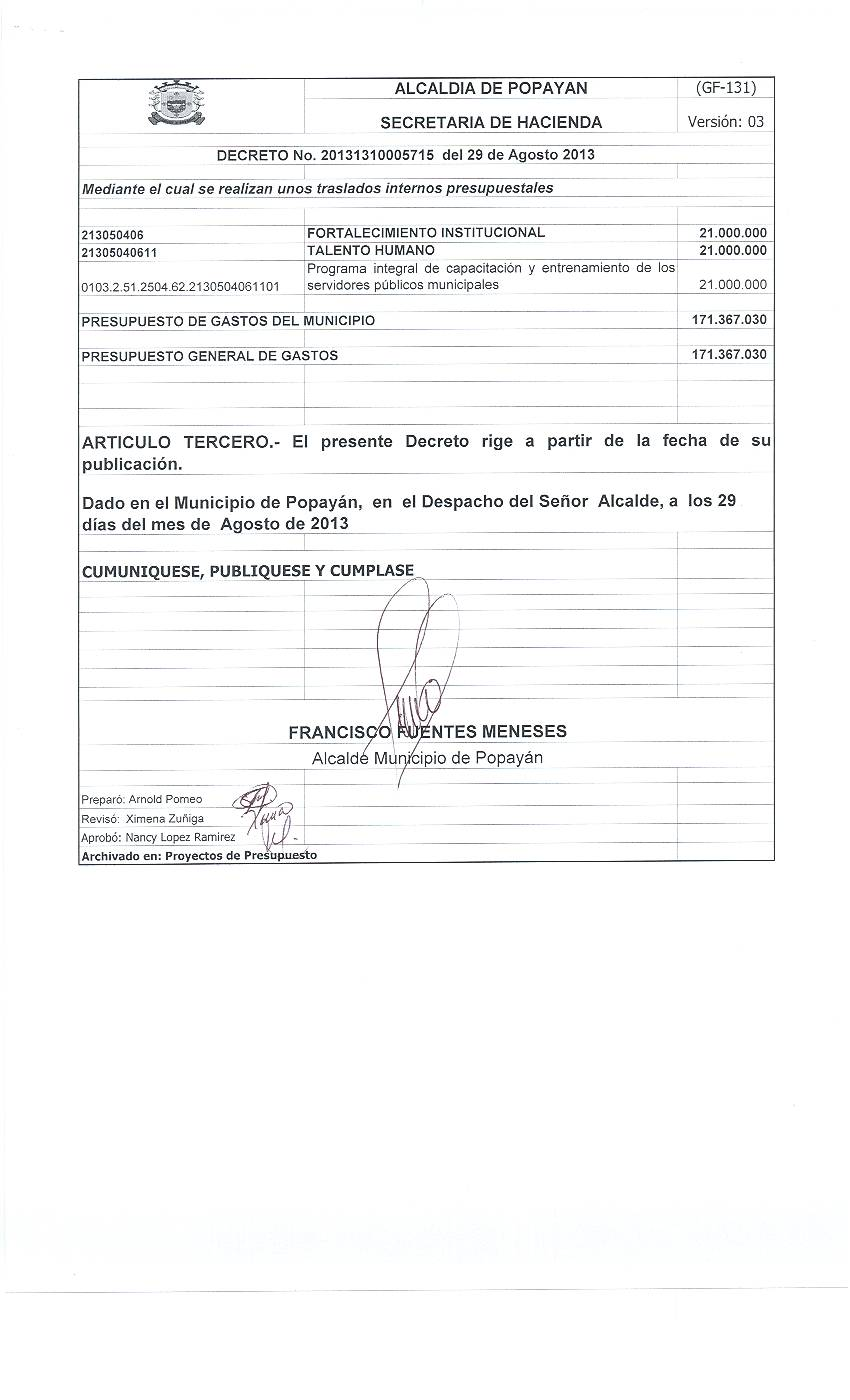 ALCALDIA DE POPAYAN (GF-131)
SECRETARIA DE HACIENDA Versión: 03
DECRETO No. 20131310005715 del 29 de Agosto 2013
Mediante el cual se realizan unos traslados internos presupuestales
213050406 FORTALECIMIENTO INSTITUCIONAL 21.000.000
21305040611 TALENTO HUMANO 21.000.000
Programa integral de capacitación y entrenamiento de los
0103.2.51.2504.62.2130504061101 servidores públicos municipales 21.000.000
PRESUPUESTO DE GASTOS DEL MUNICIPIO 171.367.030
PRESUPUESTO GENERAL DE GASTOS 171.367.030
ARTICULO TERCERO.- El presente Decreto rige a partir de la fecha de su
publicación.
Dado en el Municipio de Popayán, en el Despacho del Señor Alcalde, a los 29
días del mes de Agosto de 2013
CUMUNIQUESE, PUBLIQUESE Y CUMPLASE
FRANCISCO FUENTES MENESES
Alcalde Municipio de Popayán
Preparó: Arnold Pomeo
Revisó: Ximena Zuñiga
Aprobó: Nancy Lopez Ramirez
Archivado en: Proyectos de Presupuesto